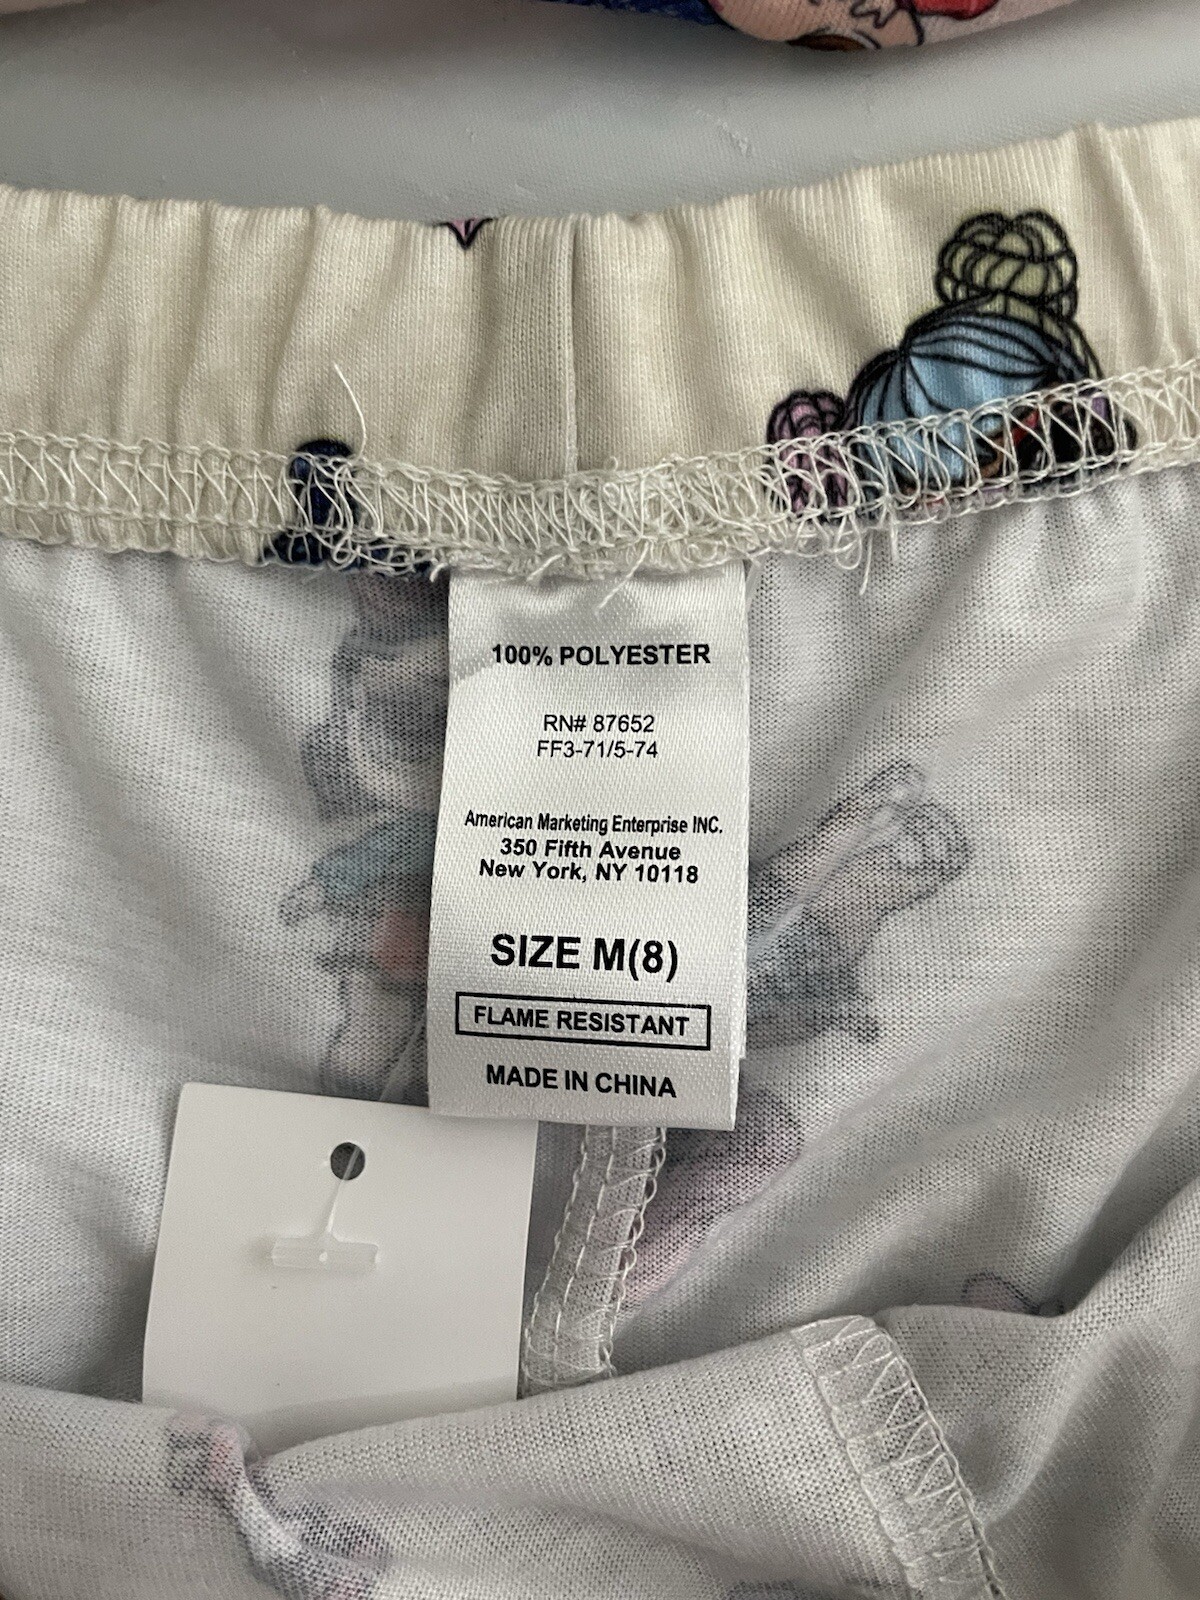 100% POLYESTER
RN# 87652
FF3-71/5-74
American Marketing Enterprise INC.
350 Fifth Avenue
New York, NY 10118
SIZE M(8)
FLAME RESISTANT
MADE IN CHINA